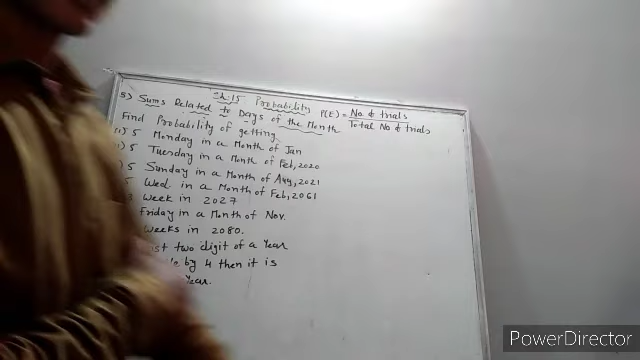 Ch:15 Probability
5) Sums Related to Days of the Month P(E) = No. of trials
Total No of trials
Find Probability of getting
5 Monday in a Month of Jan
5 Tuesday in a Month of Feb, 2020
5 Sunday in a Month of Aug, 2021
Wed. in a Month of Feb, 2061
Week in 2027
Friday in a Month of Nov.
Weeks in 2080.
two digit of a Year
by 4 then it is
Year.
PowerDirector